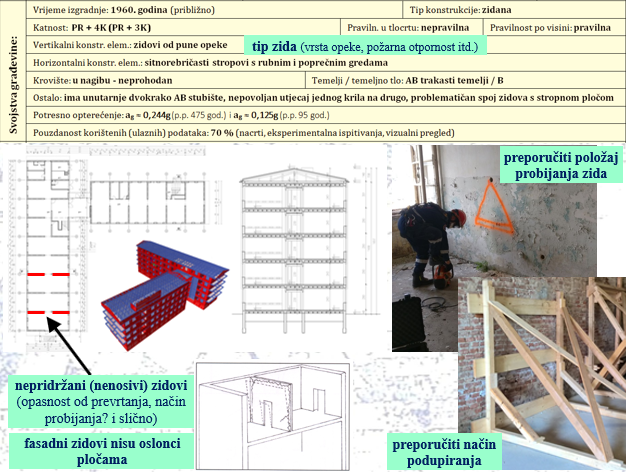 Svojstva građevine:
Vrijeme izgradnje: 1960. godina (približno)
Tip konstrukcije: zidana
Katnost: PR + 4K (PR + 3K)
Praviln. u tlocrtu: nepravilna
Pravilnost po visini: pravilna
Vertikalni konstr. elem.: zidovi od pune opeke
tip zida (vrsta opeke, požarna otpornost itd.)
Horizontalni konstr. elem.: sitnorebričasti stropovi s rubnim i poprečnim gredama
Krovište: u nagibu - neprohodan
Temelji / temeljno tlo: AB trakasti temelji / B
Ostalo: ima unutarnje dvokrako AB stubište, nepovoljan utjecaj jednog krila na drugo, problematičan spoj zidova s stropnom pločom
Potresno opterećenje: ag ≈ 0,244g (p.p. 475 god.) i ag ≈ 0,125g (p.p. 95 god.)
Pouzdanost korištenih (ulaznih) podataka: 70 % (nacrti, eksperimentalna ispitivanja, vizualni pregled)
preporučiti položaj
probijanja zida
nepridržani (nenosivi) zidovi
(opasnost od prevrtanja, način
probijanja? i slično)
fasadni zidovi nisu oslonci
pločama
preporučiti način
podupiranja